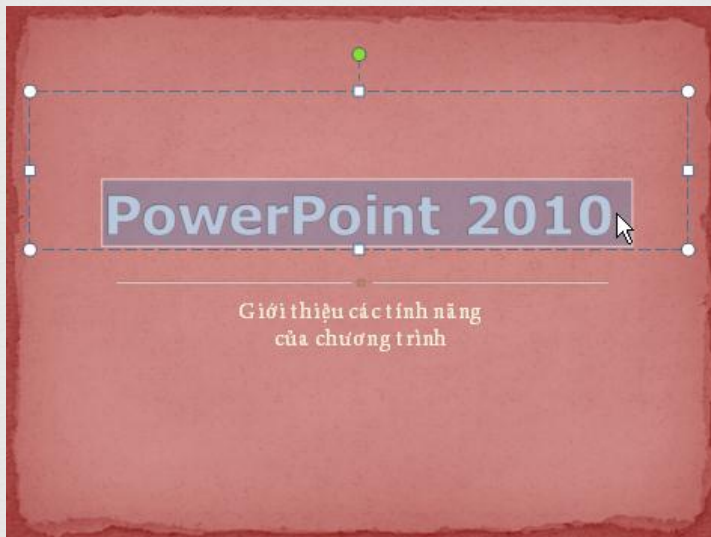 PowerPoint 2010
Giới thiệu các tính năng
của chương trình